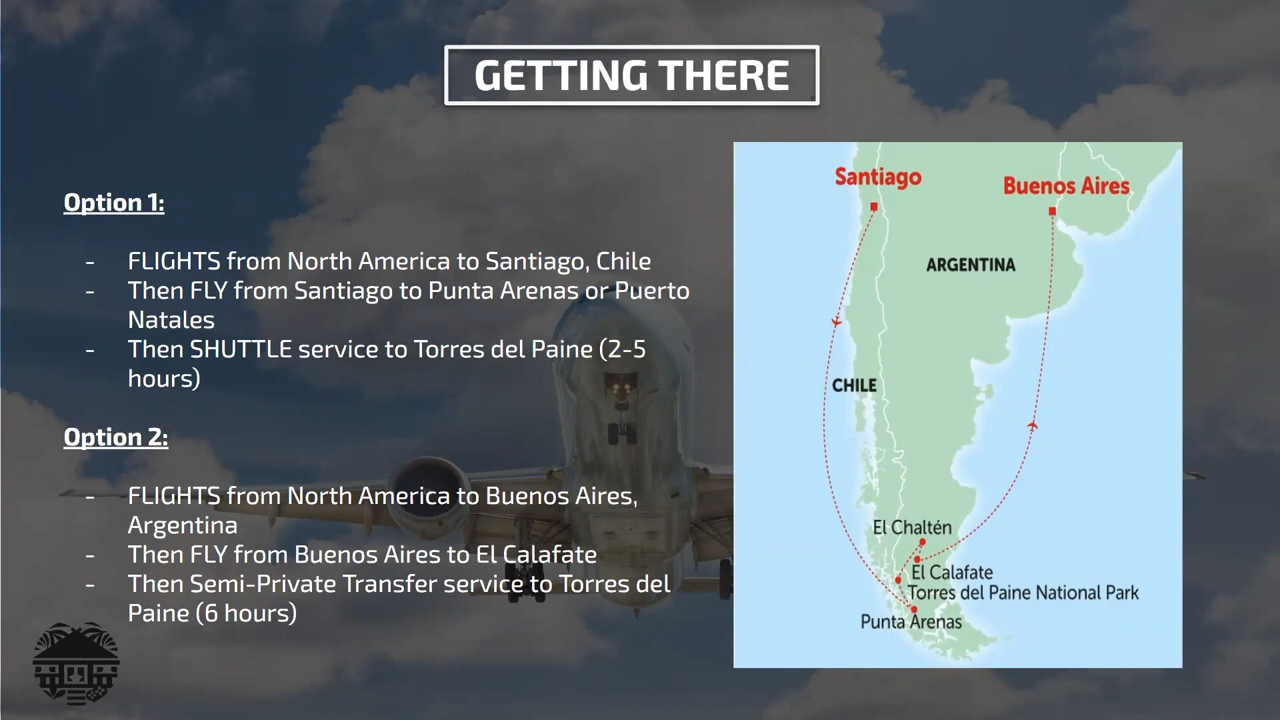 GETTING THERE
Option 1:
- FLIGHTS from North America to Santiago, Chile
- Then FLY from Santiago to Punta Arenas or Puerto
Natales
- Then SHUTTLE service to Torres del Paine (2-5
hours)
Option 2:
- FLIGHTS from North America to Buenos Aires,
Argentina
- Then FLY from Buenos Aires to El Calafate
- Then Semi-Private Transfer service to Torres del
Paine (6 hours)
Santiago
Buenos Aires
ARGENTINA
CHILE
El Chaltén
El Calafate
Torres del Paine National Park
Punta Arenas